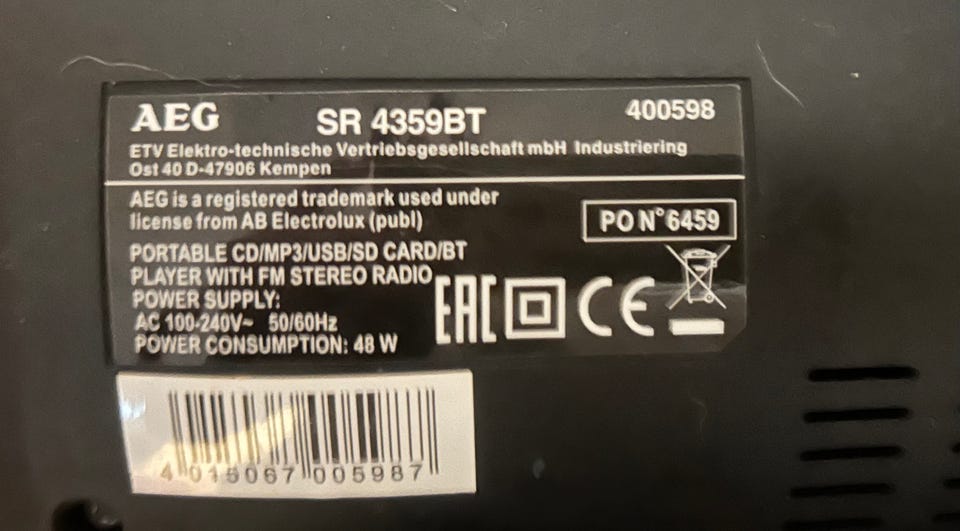 AEG SR 4359BT 400598
ETV Elektro-technische Vertriebsgesellschaft mbH Industriering
Ost 40 D-47906 Kempen
AEG is a registered trademark used under
license from AB Electrolux (publ)
PO N°6459
PORTABLE CD/MP3/USB/SD CARD/BT
PLAYER WITH FM STEREO RADIO
POWER SUPPLY:
AC 100-240V~ 50/60Hz
POWER CONSUMPTION: 48 W
EAC CE
4 015067 005987